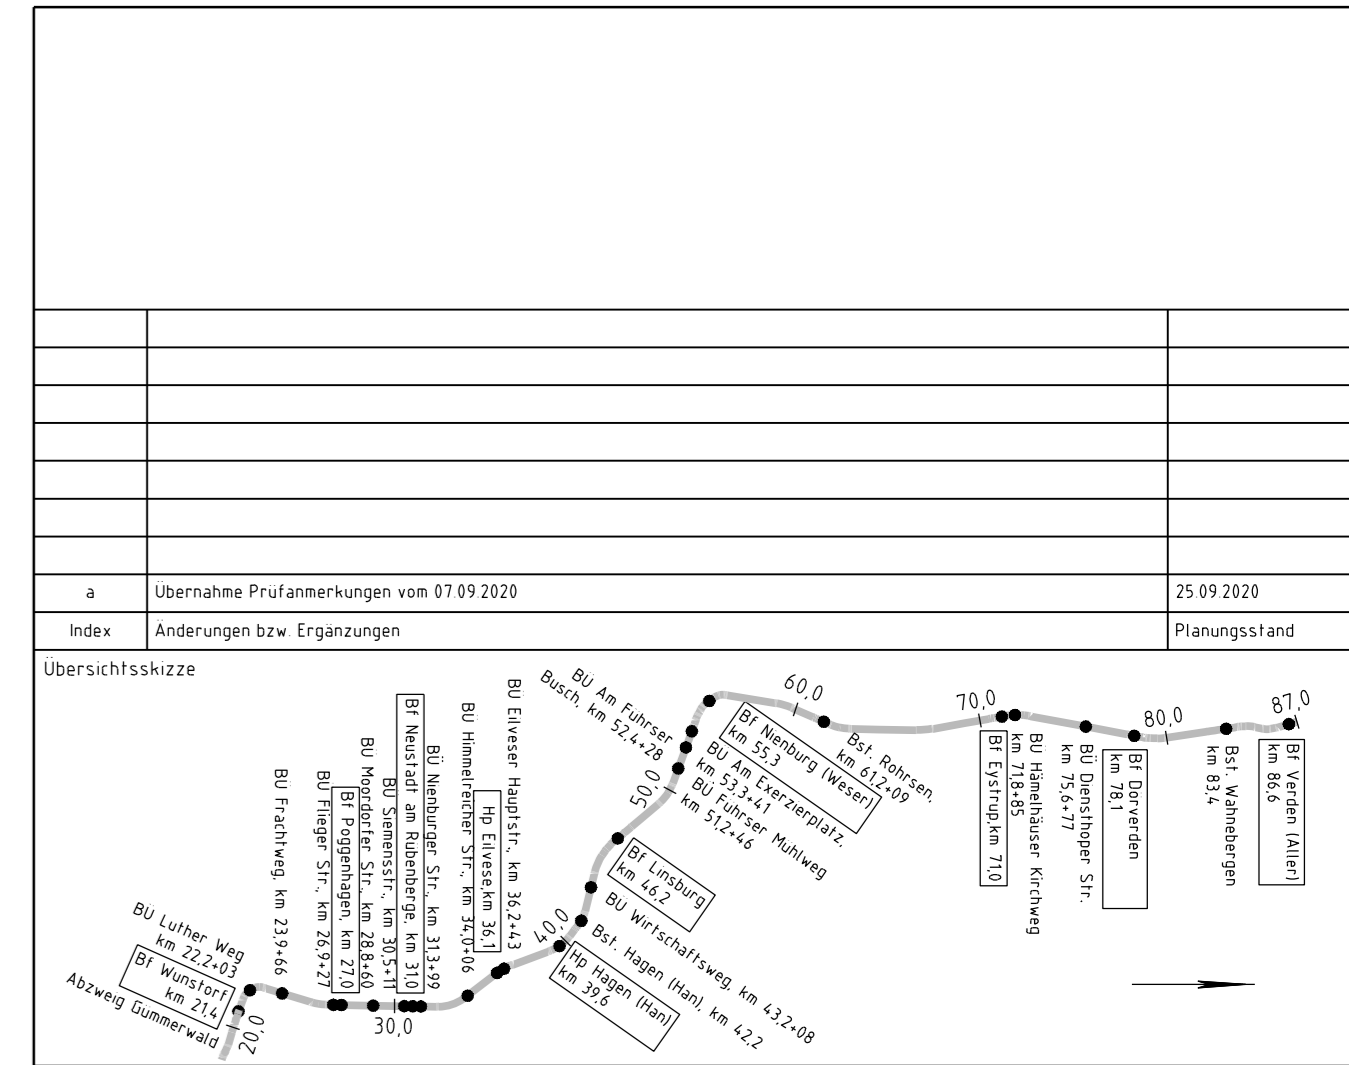 a
Übernahme Prüfanmerkungen vom 07.09.2020
25.09.2020
Index
Änderungen bzw. Ergänzungen
Planungsstand
Übersichtsskizze
Abzweig Gümmerwald
Bf Wunstorf
km 21,4
BÜ Luther Weg
km 22,2+03
20,0
BÜ Frachtweg, km 23,9+66
BÜ Flieger Str., km 26,9+27
Bf Poggenhagen, km 27,0
BÜ Moordorfer Str., km 28,8+60
BÜ Siemensstr., km 30,5+11
30,0
Bf Neustadt am Rübenberge, km 31,0
BÜ Nienburger Str., km 31,3+99
BÜ Himmelreicher Str., km 34,0+06
Hp Eilvese,km 36,1
BÜ Eilveser Hauptstr., km 36,2+43
40,0
Hp Hagen (Han)
km 39,6
Bst. Hagen (Han), km 42,2
BÜ Wirtschaftsweg, km 43,2+08
Bf Linsburg
km 46,2
50,0
BÜ Führser Mühlweg
km 51,2+46
BÜ Am Führser
Busch, km 52,4+28
BÜ Am Exerzierplatz,
km 53,3+41
Bf Nienburg (Weser)
km 55,3
60,0
Bst. Rohrsen,
km 61,2+09
70,0
Bf Eystrup,km 71,0
BÜ Hämelhäuser Kirchweg
km 71,8+85
BÜ Diensthoper Str.
km 75,6+77
Bf Dörverden
km 78,1
80,0
Bst. Wahnebergen
km 83,4
Bf Verden (Aller)
km 86,6
87,0